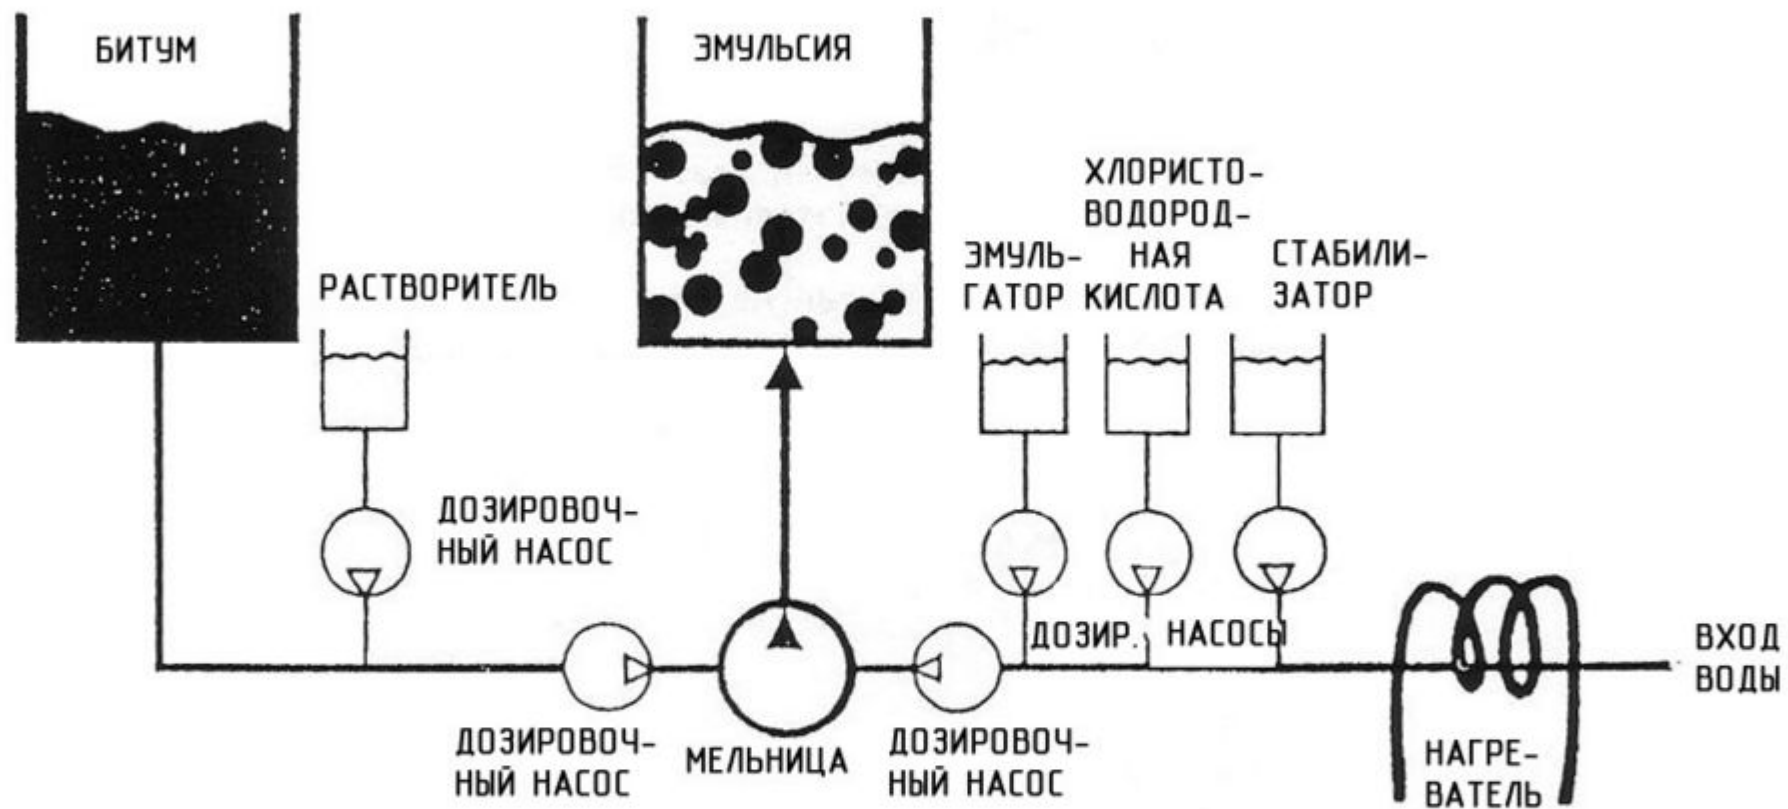 БИТУМ
ЭМУЛЬСИЯ
РАСТВОРИТЕЛЬ
ЭМУЛЬ-
ГАТОР
ХЛОРИСТО-
ВОДОРОД-
НАЯ
КИСЛОТА
СТАБИЛИ-
ЗАТОР
ДОЗИРОВОЧ-
НЫЙ НАСОС
ДОЗИР. НАСОСЫ
ВХОД
ВОДЫ
ДОЗИРОВОЧ-
НЫЙ НАСОС
МЕЛЬНИЦА
ДОЗИРОВОЧ-
НЫЙ НАСОС
НАГРЕ-
ВАТЕЛЬ